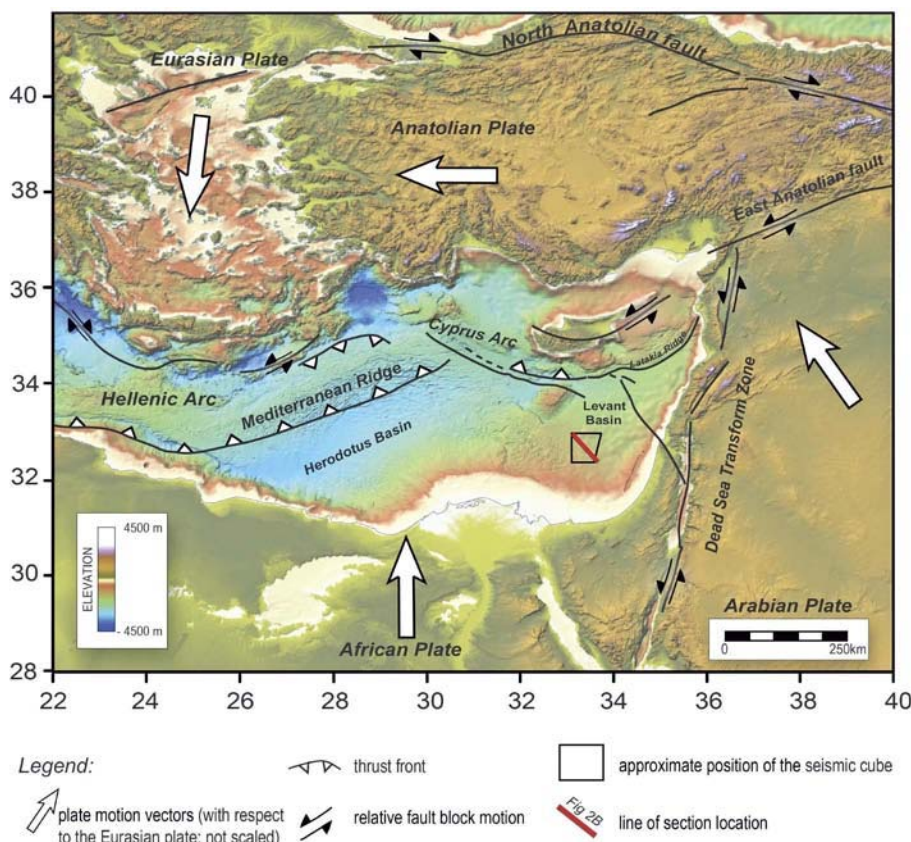 North Anatolian fault
Eurasian Plate
40
Anatolian Plate
38
East Anatolian fault
36
Cyprus Arc
Latakia Ridge
34
Hellenic Arc
Mediterranean Ridge
Levant
Basin
Herodotus Basin
32
Dead Sea Transform Zone
4500 m
ELEVATION
- 4500 m
30
Arabian Plate
0
250km
African Plate
28
22 24 26 28 30 32 34 36 38 40
Legend:
thrust front
approximate position of the seismic cube
plate motion vectors (with respect
to the Eurasian plate; not scaled)
relative fault block motion
Fig 2B
line of section location